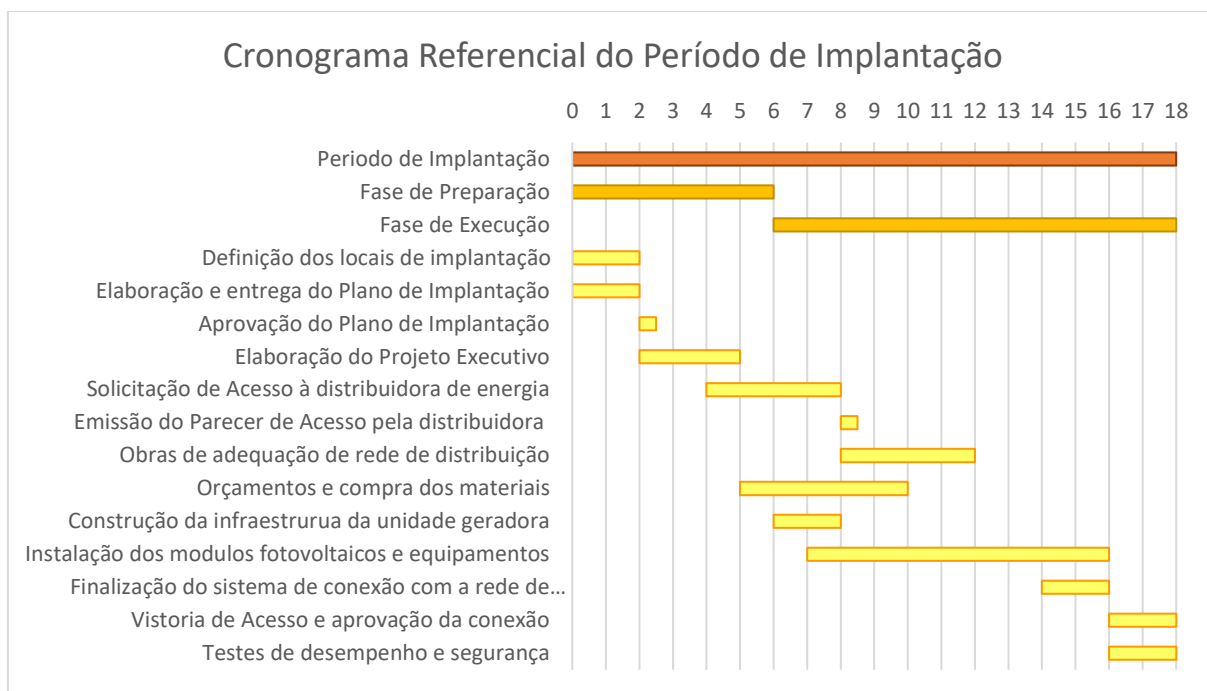 Cronograma Referencial do Período de Implantação
0 1 2 3 4 5 6 7 8 9 10 11 12 13 14 15 16 17 18
Periodo de Implantação
Fase de Preparação
Fase de Execução
Definição dos locais de implantação
Elaboração e entrega do Plano de Implantação
Aprovação do Plano de Implantação
Elaboração do Projeto Executivo
Solicitação de Acesso à distribuidora de energia
Emissão do Parecer de Acesso pela distribuidora
Obras de adequação de rede de distribuição
Orçamentos e compra dos materiais
Construção da infraestrurua da unidade geradora
Instalação dos modulos fotovoltaicos e equipamentos
Finalização do sistema de conexão com a rede de…
Vistoria de Acesso e aprovação da conexão
Testes de desempenho e segurança